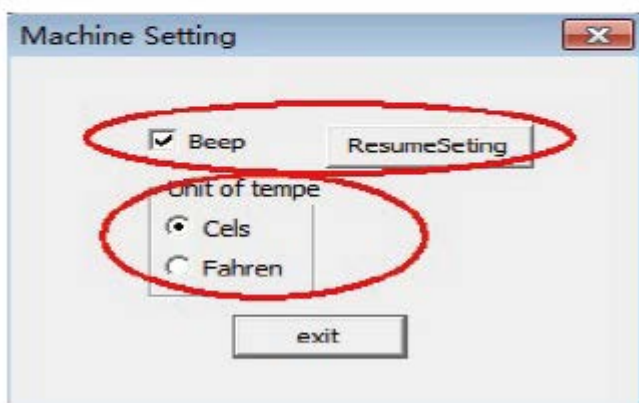 Machine Setting
Beep
ResumeSeting
Unit of tempe
Cels
Fahren
exit